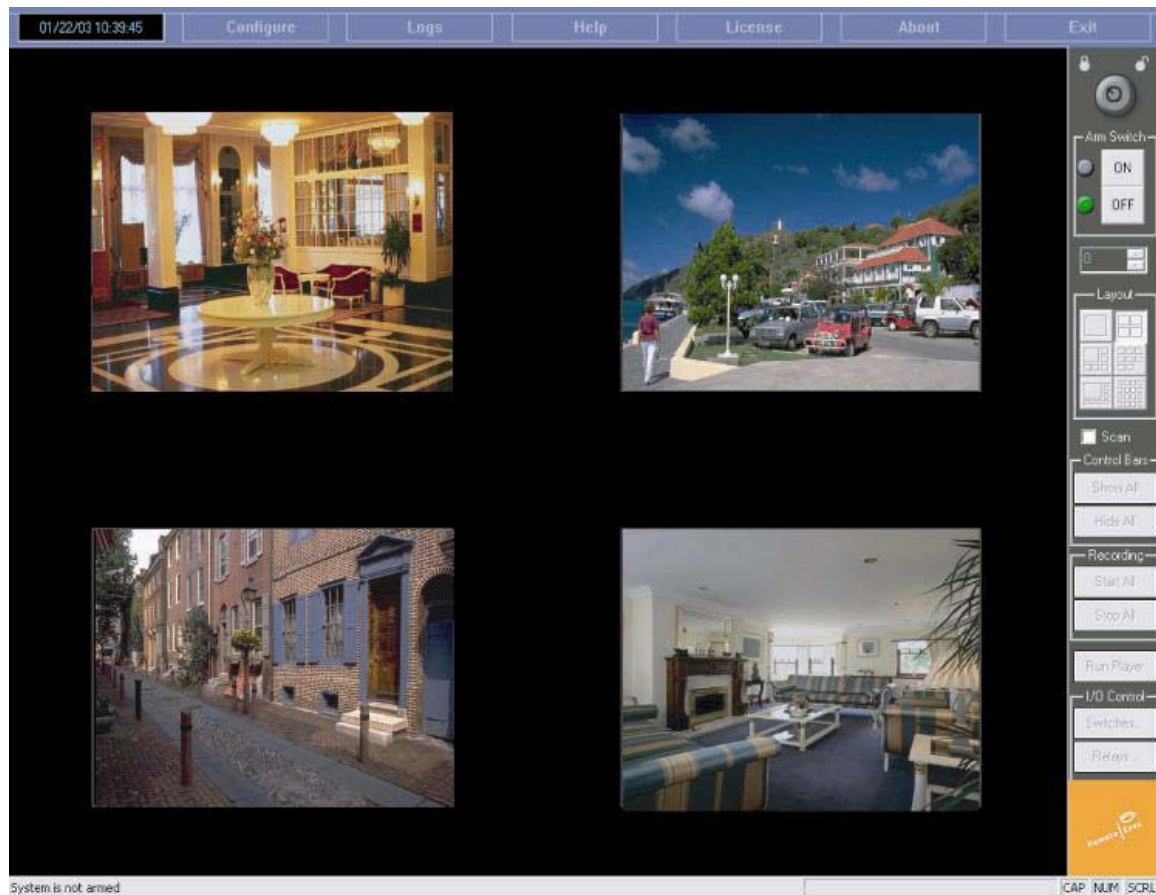 01/22/03 10:39:45
Configure
Logs
Help
License
About
Exit
Arm Switch
ON
OFF
0
Layout
Scan
Control Bars
Show All
Hide All
Recording
Start All
Stop All
Run Player
I/O Control
Switches...
Relays...
Remote Eyes
System is not armed
CAP NUM SCRL